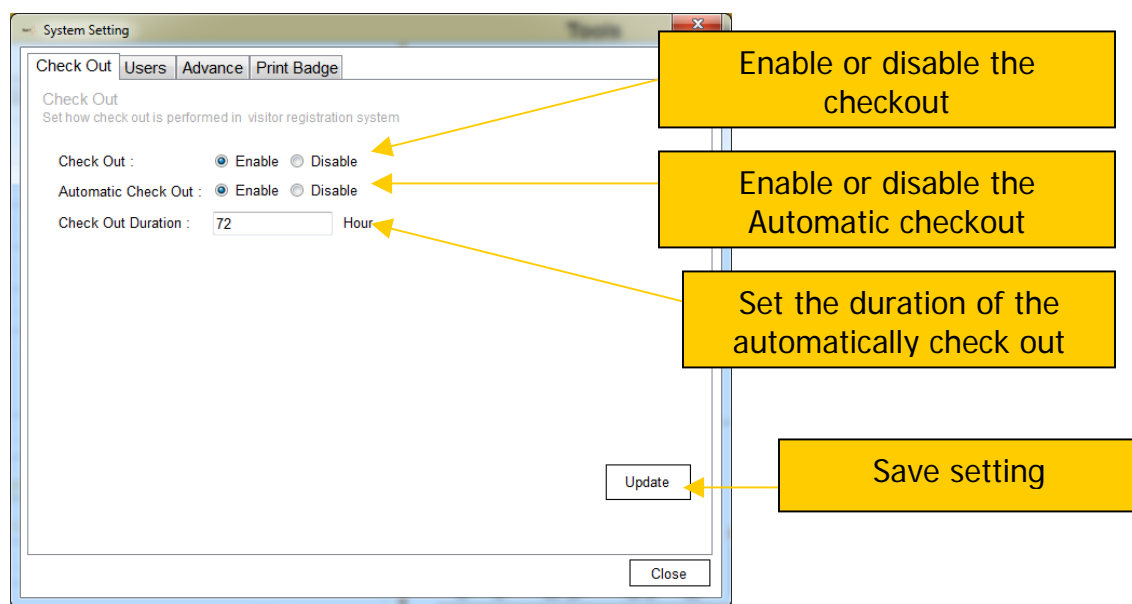 System Setting
Tools
Check Out Users Advance Print Badge
Check Out
Set how check out is performed in visitor registration system
Check Out : Enable Disable
Automatic Check Out : Enable Disable
Check Out Duration : 72 Hour
Update
Close
Enable or disable the
checkout
Enable or disable the
Automatic checkout
Set the duration of the
automatically check out
Save setting